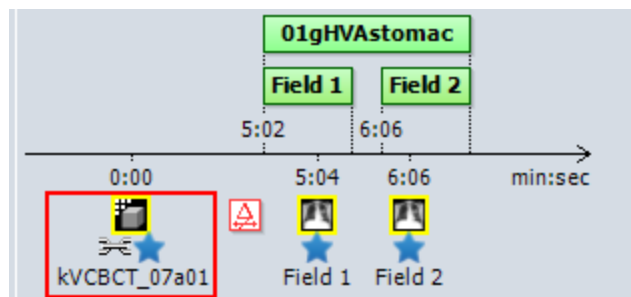 01gHVAstomac
Field 1 Field 2
5:02 6:06
0:00 5:04 6:06 min:sec
kVCBCT_07a01 Field 1 Field 2